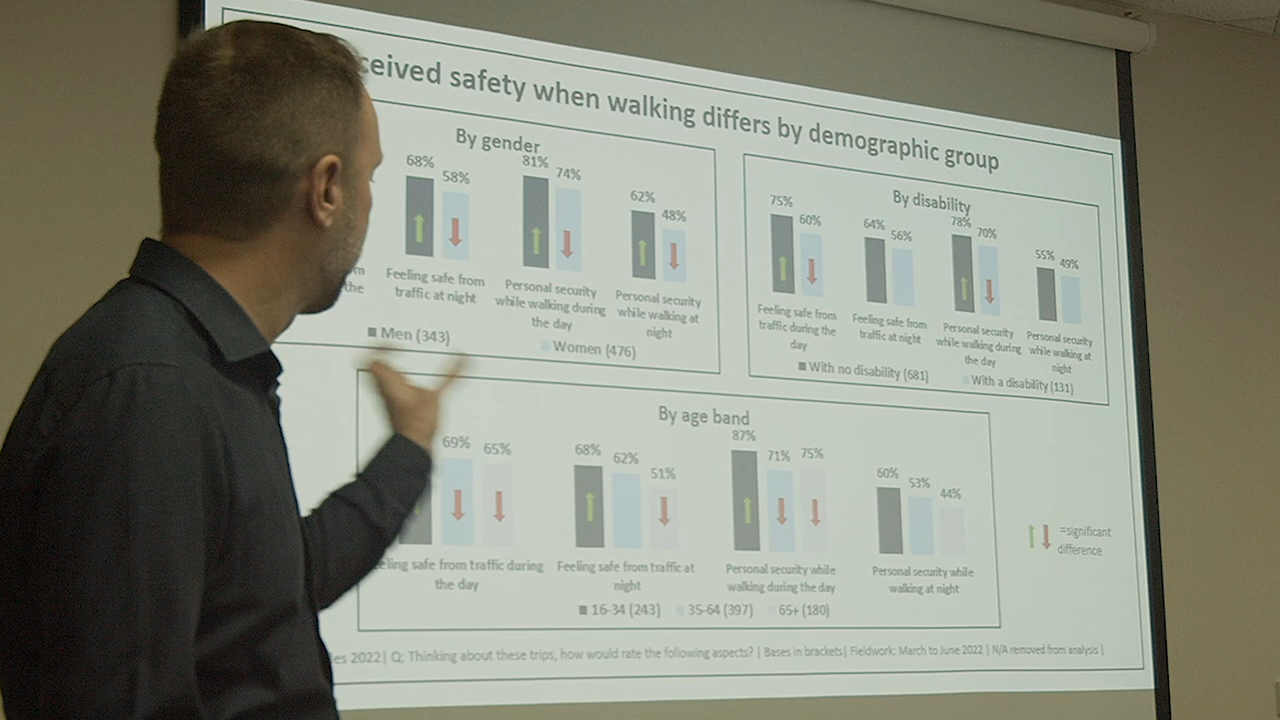 ceived safety when walking differs by demographic group
By gender
68%
58%
81%
74%
62%
48%
the
Feeling safe from
traffic at night
Personal security
while walking during
the day
Personal security
while walking at
night
Men (343)
Women (476)
By disability
75%
60%
64%
56%
78%
70%
55%
49%
Feeling safe from
traffic during the
day
Feeling safe from
traffic at night
Personal security
while walking during
the day
Personal security
while walking at
night
With no disability (681)
With a disability (131)
By age band
69%
65%
68%
62%
51%
87%
71%
75%
60%
53%
44%
eling safe from traffic during
the day
Feeling safe from traffic at
night
Personal security while
walking during the day
Personal security while
walking at night
16-34 (243)
35-64 (397)
65+ (180)
=significant
difference
es 2022| Q: Thinking about these trips, how would rate the following aspects? | Bases in brackets| Fieldwork: March to June 2022 | N/A removed from analysis |